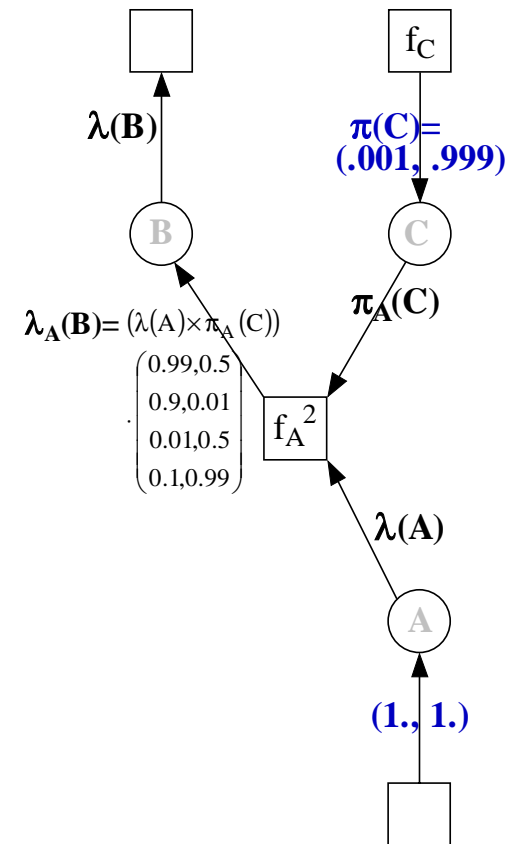 f_C
λ(B)
π(C)=
(.001, .999)
B
C
π_A(C)
λ_A(B)= (λ(A)×π_A(C))
0.99,0.5
0.9,0.01
· f_A^2
0.01,0.5
0.1,0.99
λ(A)
A
(1., 1.)